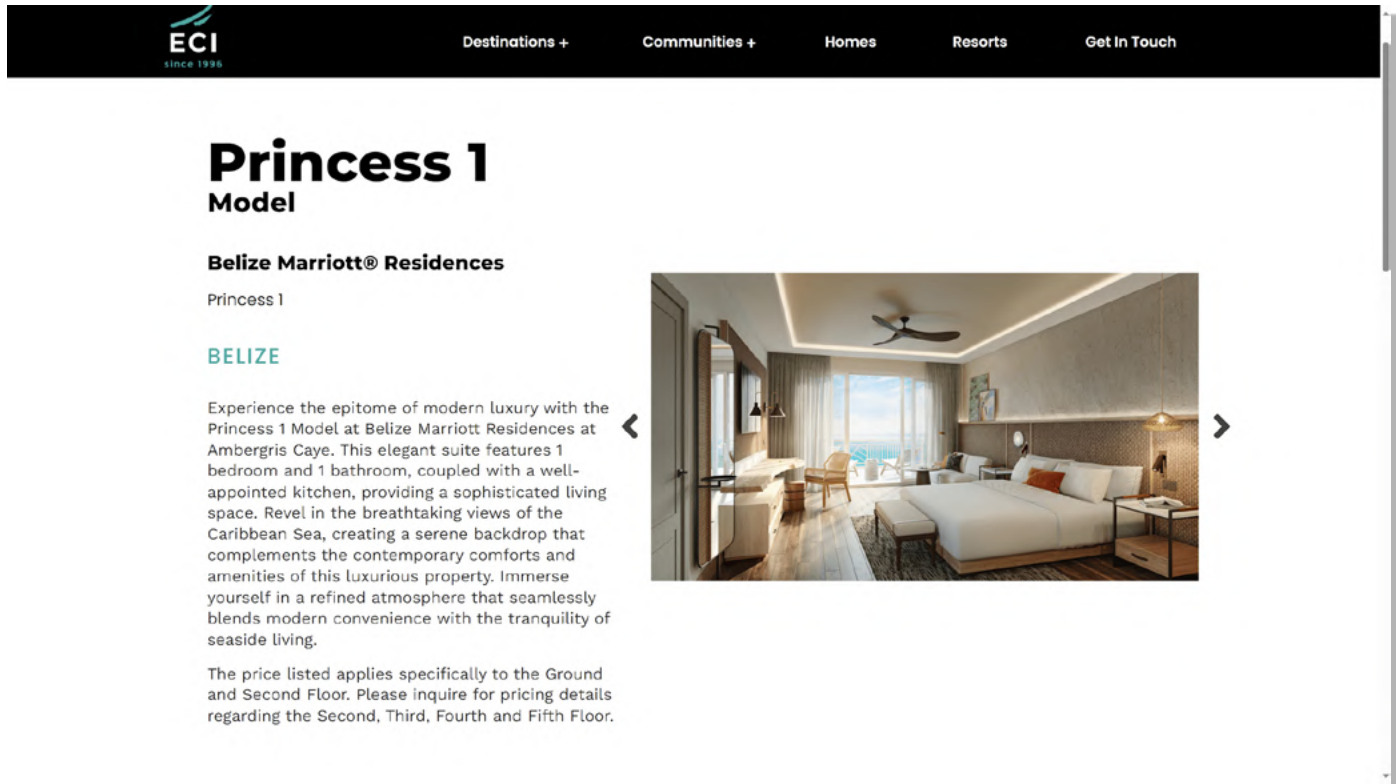 ECI
since 1996
Destinations +
Communities +
Homes
Resorts
Get In Touch
Princess 1
Model
Belize Marriott® Residences
Princess 1
BELIZE
Experience the epitome of modern luxury with the
Princess 1 Model at Belize Marriott Residences at
Ambergris Caye. This elegant suite features 1
bedroom and 1 bathroom, coupled with a well-
appointed kitchen, providing a sophisticated living
space. Revel in the breathtaking views of the
Caribbean Sea, creating a serene backdrop that
complements the contemporary comforts and
amenities of this luxurious property. Immerse
yourself in a refined atmosphere that seamlessly
blends modern convenience with the tranquility of
seaside living.
The price listed applies specifically to the Ground
and Second Floor. Please inquire for pricing details
regarding the Second, Third, Fourth and Fifth Floor.